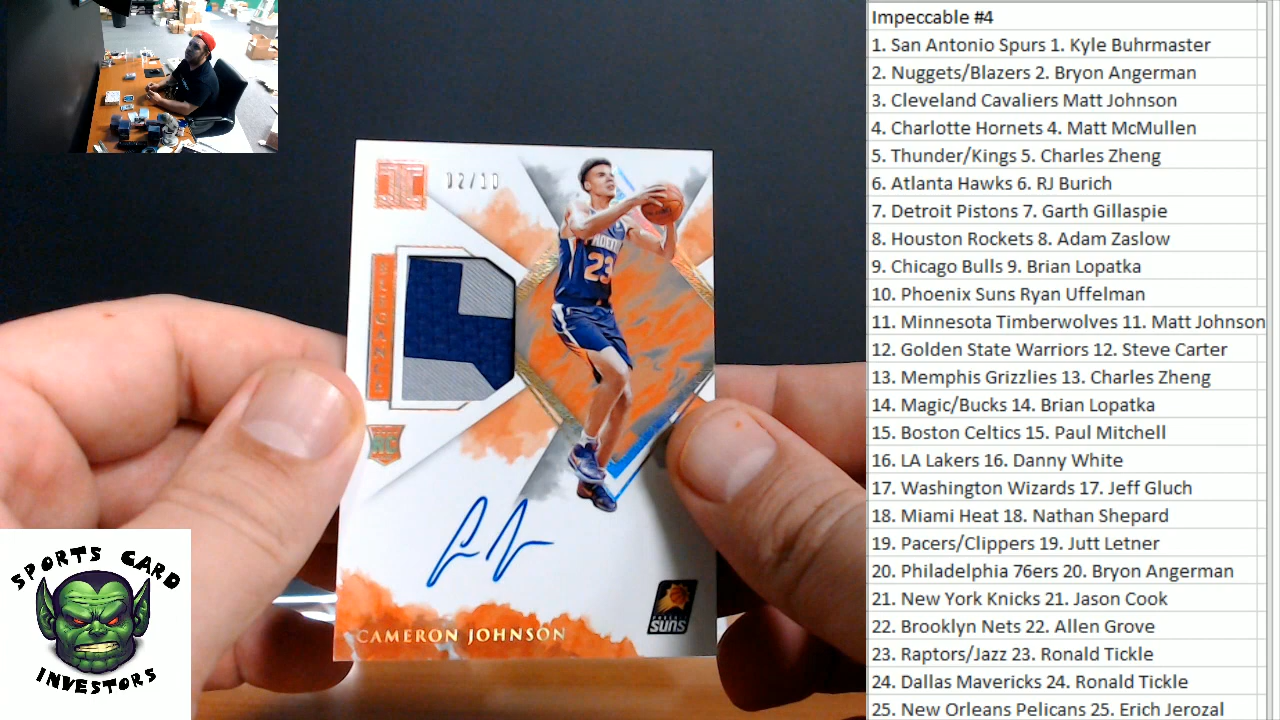 Impeccable #4
1. San Antonio Spurs 1. Kyle Buhrmaster
2. Nuggets/Blazers 2. Bryon Angerman
3. Cleveland Cavaliers Matt Johnson
4. Charlotte Hornets 4. Matt McMullen
5. Thunder/Kings 5. Charles Zheng
6. Atlanta Hawks 6. RJ Burich
7. Detroit Pistons 7. Garth Gillaspie
8. Houston Rockets 8. Adam Zaslow
9. Chicago Bulls 9. Brian Lopatka
10. Phoenix Suns Ryan Uffelman
11. Minnesota Timberwolves 11. Matt Johnson
12. Golden State Warriors 12. Steve Carter
13. Memphis Grizzlies 13. Charles Zheng
14. Magic/Bucks 14. Brian Lopatka
15. Boston Celtics 15. Paul Mitchell
16. LA Lakers 16. Danny White
17. Washington Wizards 17. Jeff Gluch
18. Miami Heat 18. Nathan Shepard
19. Pacers/Clippers 19. Jutt Letner
20. Philadelphia 76ers 20. Bryon Angerman
21. New York Knicks 21. Jason Cook
22. Brooklyn Nets 22. Allen Grove
23. Raptors/Jazz 23. Ronald Tickle
24. Dallas Mavericks 24. Ronald Tickle
25. New Orleans Pelicans 25. Erich Jerozal
02/10
23
RC
CAMERON JOHNSON
SUNS
SPORTS CARD
INVESTORS